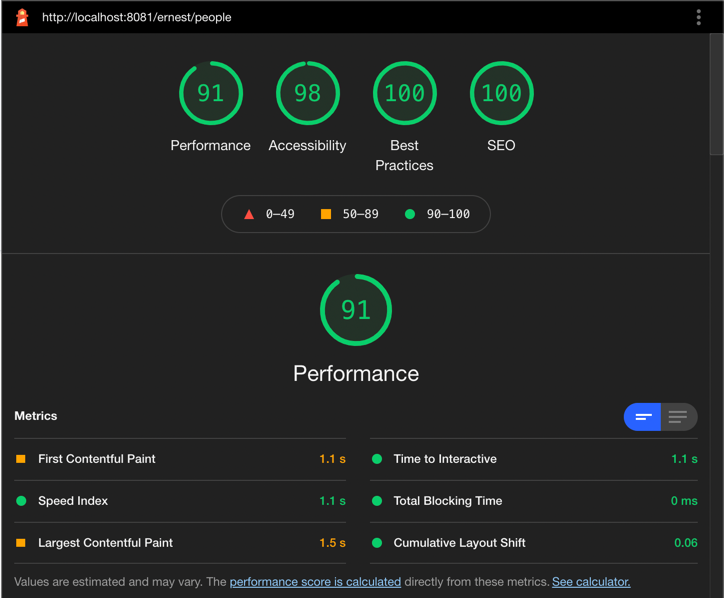 http://localhost:8081/ernest/people
91 98 100 100
Performance Accessibility Best Practices SEO
0–49 50–89 90–100
91
Performance
Metrics
First Contentful Paint 1.1 s
Time to Interactive 1.1 s
Speed Index 1.1 s
Total Blocking Time 0 ms
Largest Contentful Paint 1.5 s
Cumulative Layout Shift 0.06
Values are estimated and may vary. The performance score is calculated directly from these metrics. See calculator.